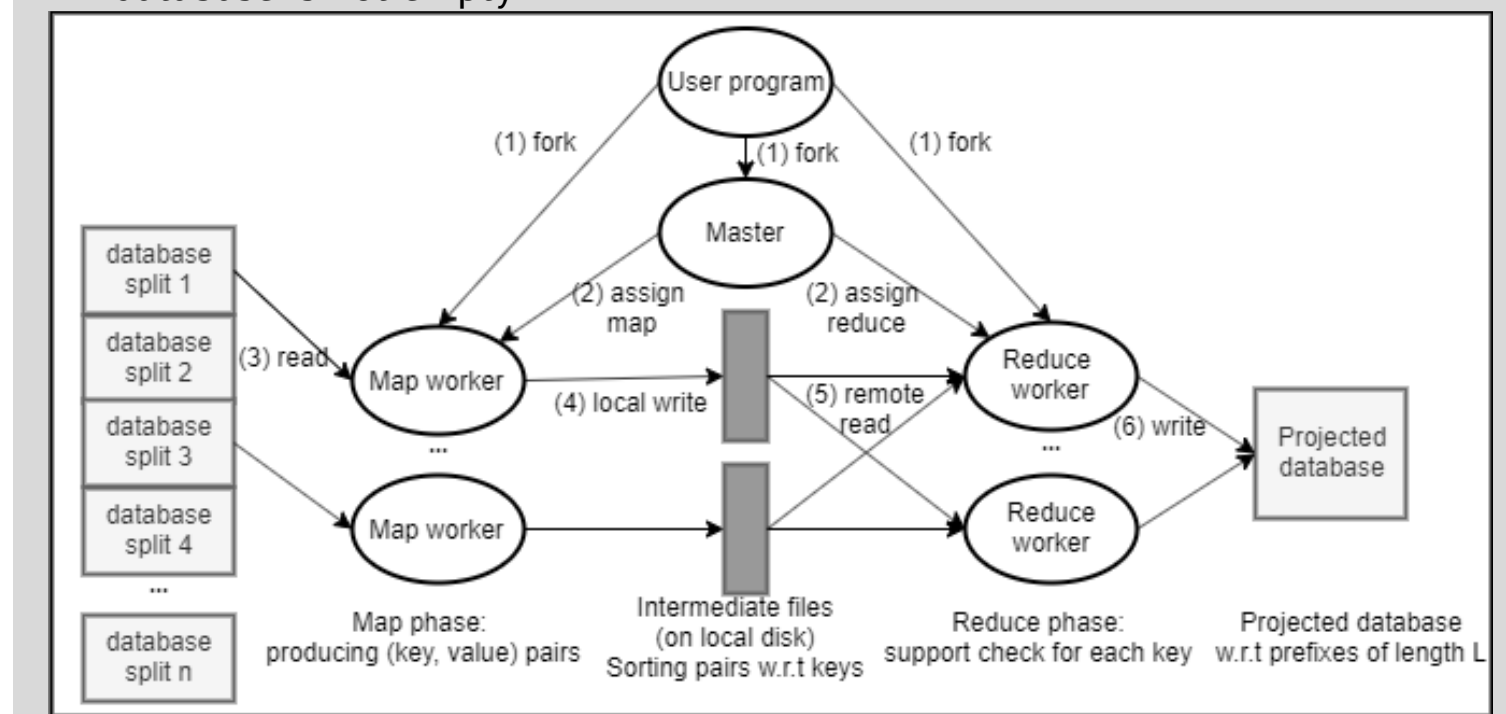 User program
(1) fork
(1) fork
(1) fork
Master
database
split 1
(2) assign
map
(2) assign
reduce
database
split 2
(3) read
Map worker
(4) local write
(5) remote
read
Reduce
worker
...
...
(6) write
Projected
database
database
split 3
database
split 4
Map worker
Reduce
worker
...
database
split n
Map phase:
producing (key, value) pairs
Intermediate files
(on local disk)
Sorting pairs w.r.t keys
Reduce phase:
support check for each key
Projected database
w.r.t prefixes of length L